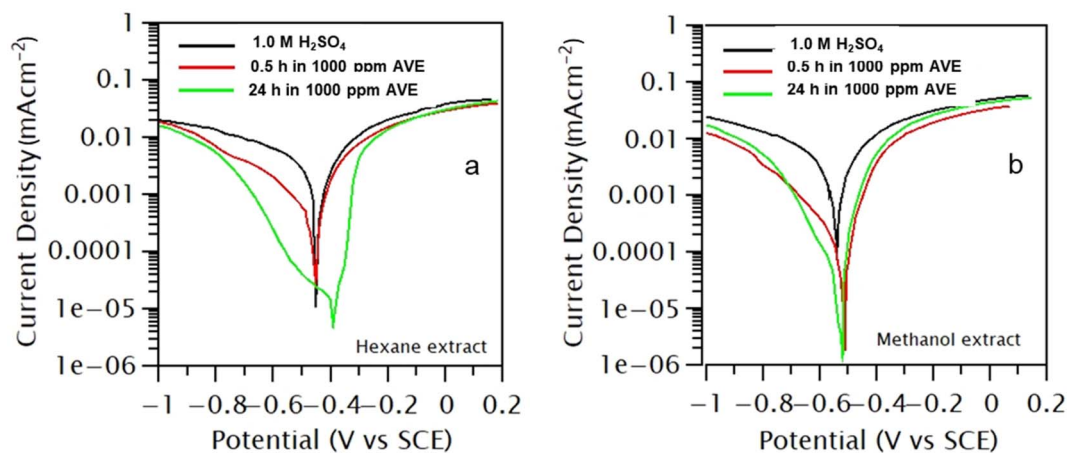 1
0.1
0.01
0.001
0.0001
1e−05
1e−06
Current Density (mAcm⁻²)
1.0 M H₂SO₄
0.5 h in 1000 ppm AVE
24 h in 1000 ppm AVE
a
Hexane extract
−1 −0.8 −0.6 −0.4 −0.2 0 0.2
Potential (V vs SCE)
1
0.1
0.01
0.001
0.0001
1e−05
1e−06
Current Density (mAcm⁻²)
1.0 M H₂SO₄
0.5 h in 1000 ppm AVE
24 h in 1000 ppm AVE
b
Methanol extract
−1 −0.8 −0.6 −0.4 −0.2 0 0.2
Potential (V vs SCE)